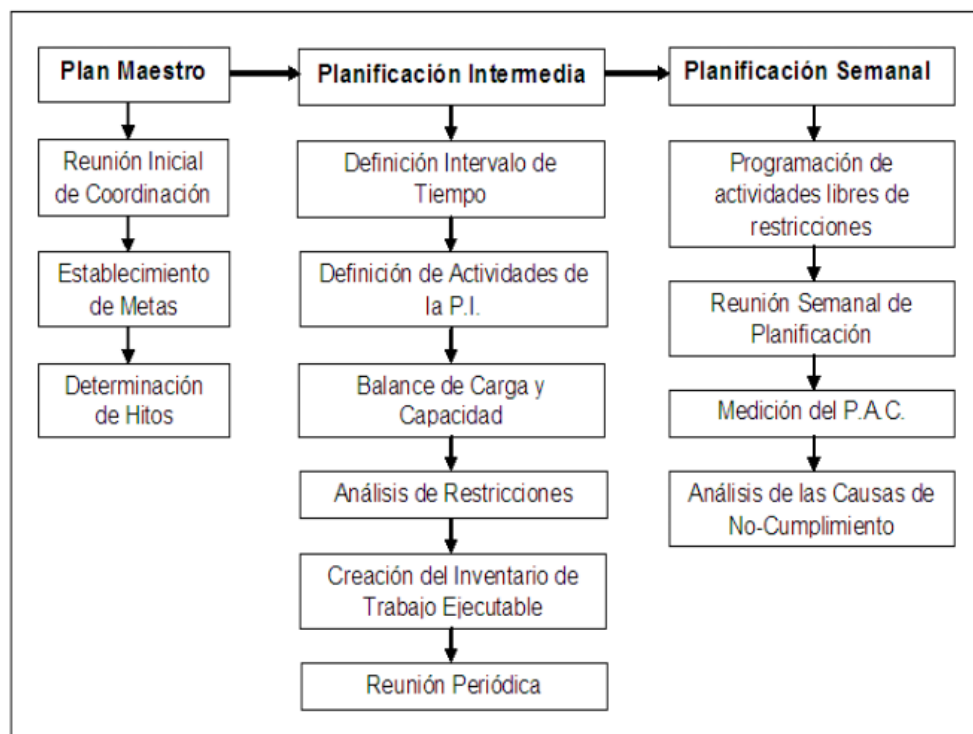 Plan Maestro
Reunión Inicial
de Coordinación
Establecimiento
de Metas
Determinación
de Hitos
Planificación Intermedia
Definición Intervalo de
Tiempo
Definición de Actividades de
la P.I.
Balance de Carga y
Capacidad
Análisis de Restricciones
Creación del Inventario de
Trabajo Ejecutable
Reunión Periódica
Planificación Semanal
Programación de
actividades libres de
restricciones
Reunión Semanal de
Planificación
Medición del P.A.C.
Análisis de las Causas de
No-Cumplimiento